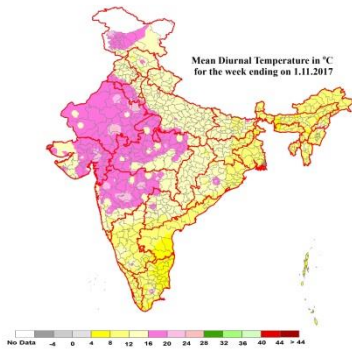 Mean Diurnal Temperature in °C
for the week ending on 1.11.2017
No Data -4 0 4 8 12 16 20 24 28 32 36 40 44 > 44